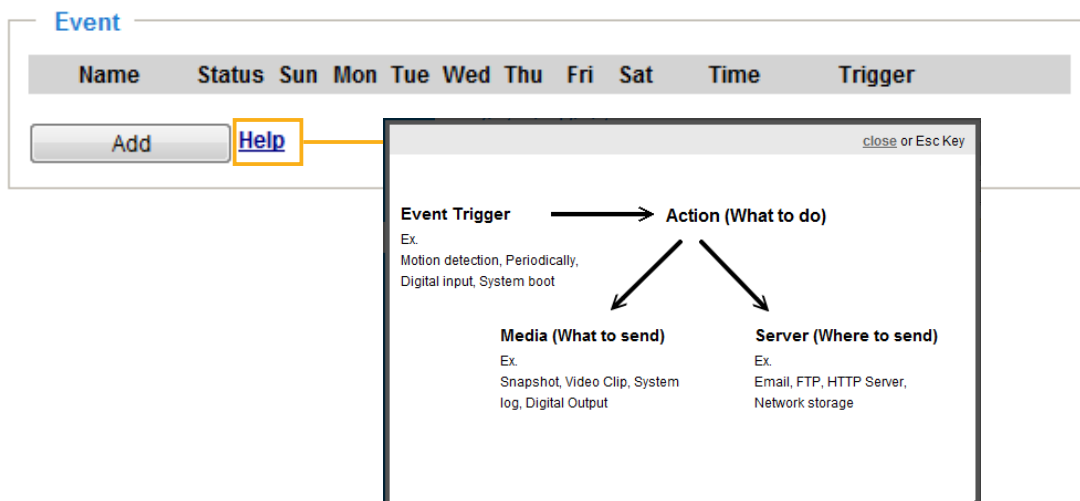 Event
Name Status Sun Mon Tue Wed Thu Fri Sat Time Trigger
Add Help
close or Esc Key
Event Trigger
Ex.
Motion detection, Periodically,
Digital input, System boot
Action (What to do)
Media (What to send)
Ex.
Snapshot, Video Clip, System
log, Digital Output
Server (Where to send)
Ex.
Email, FTP, HTTP Server,
Network storage